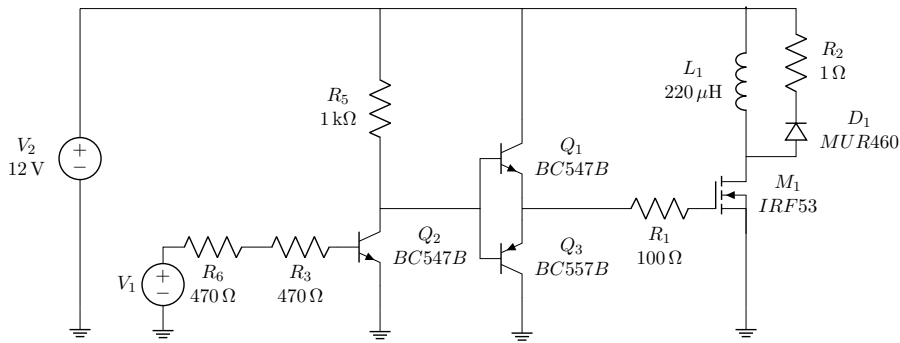 V₂
12 V
V₁
R₆
470 Ω
R₃
470 Ω
R₅
1 kΩ
Q₂
BC547B
Q₁
BC547B
Q₃
BC557B
R₁
100 Ω
L₁
220 µH
R₂
1 Ω
D₁
MUR460
M₁
IRF53